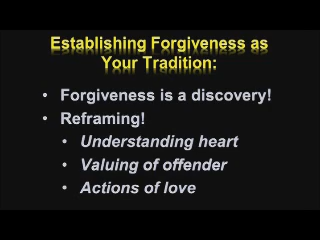 Establishing Forgiveness as
Your Tradition:
• Forgiveness is a discovery!
• Reframing!
• Understanding heart
• Valuing of offender
• Actions of love